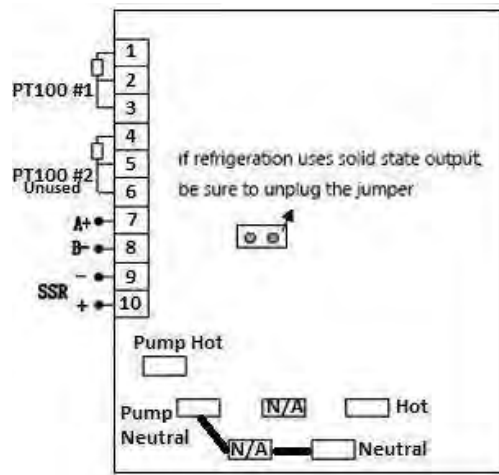 1
PT100 #1
2
3
4
PT100 #2
Unused
5
6
if refrigeration uses solid state output,
be sure to unplug the jumper
A+
7
B-
8
SSR
-
9
+
10
Pump Hot
Pump
Neutral
N/A
Hot
N/A
Neutral